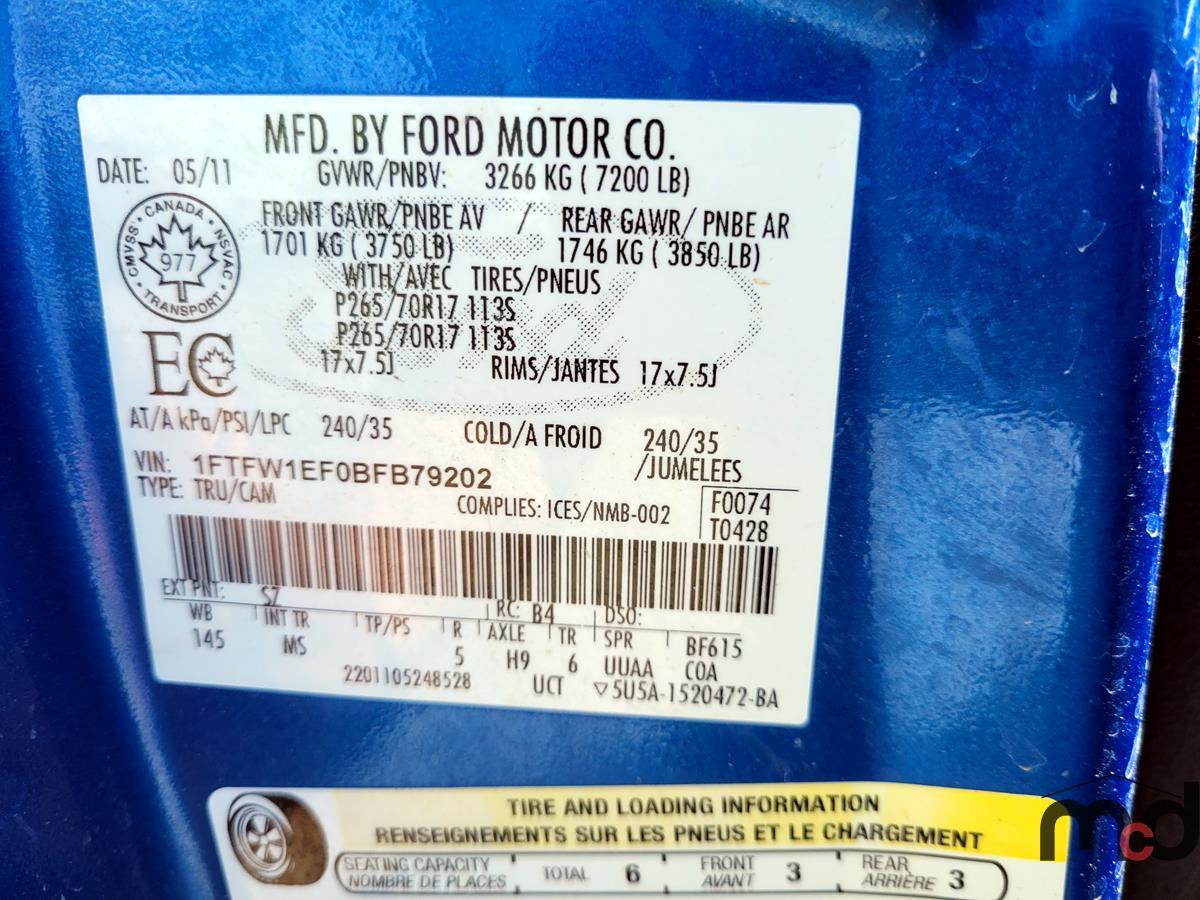 MFD. BY FORD MOTOR CO.
DATE: 05/11 GVWR/PNBV: 3266 KG ( 7200 LB)
FRONT GAWR/PNBE AV / REAR GAWR/ PNBE AR
1701 KG ( 3750 LB) 1746 KG ( 3850 LB)
WITH/AVEC TIRES/PNEUS
P265/70R17 113S
P265/70R17 113S
17x7.5J RIMS/JANTES 17x7.5J
CANADA
CMVSS • NSVAC
977
TRANSPORT
EC
AT/A kPa/PSI/LPC 240/35 COLD/A FROID 240/35
/JUMELEES
VIN: 1FTFW1EF0BFB79202
TYPE: TRU/CAM
COMPLIES: ICES/NMB-002
F0074
T0428
EXT PNT: SZ RC: B4 DSO:
WB INT TR TP/PS R AXLE TR SPR BF615
145 MS 5 H9 6 UUAA COA
2201105248528 UCT ▽5U5A-1520472-BA
TIRE AND LOADING INFORMATION
RENSEIGNEMENTS SUR LES PNEUS ET LE CHARGEMENT
SEATING CAPACITY
NOMBRE DE PLACES
TOTAL 6
FRONT
AVANT 3
REAR
ARRIÈRE 3
mcd